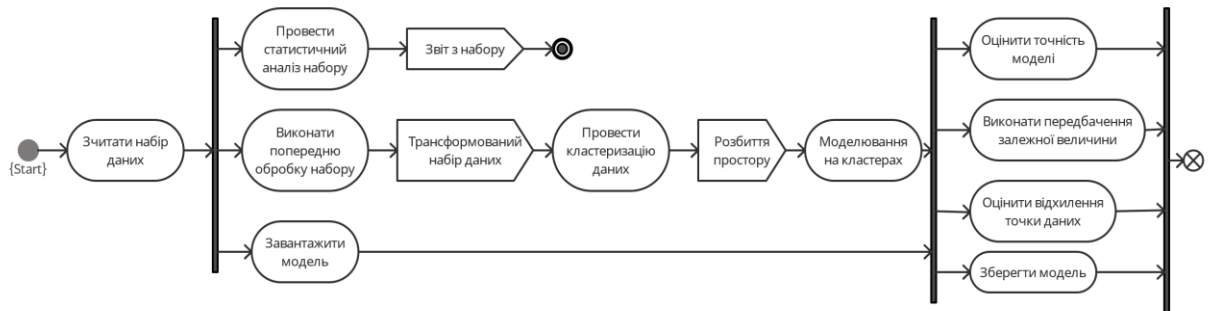 {Start}
Зчитати набір
даних
Провести
статистичний
аналіз набору
Звіт з набору
Виконати
попередню
обробку набору
Трансформований
набір даних
Провести
кластеризацію
даних
Розбиття
простору
Моделювання
на кластерах
Завантажити
модель
Оцінити точність
моделі
Виконати передбачення
залежної величини
Оцінити відхилення
точки даних
Зберегти модель